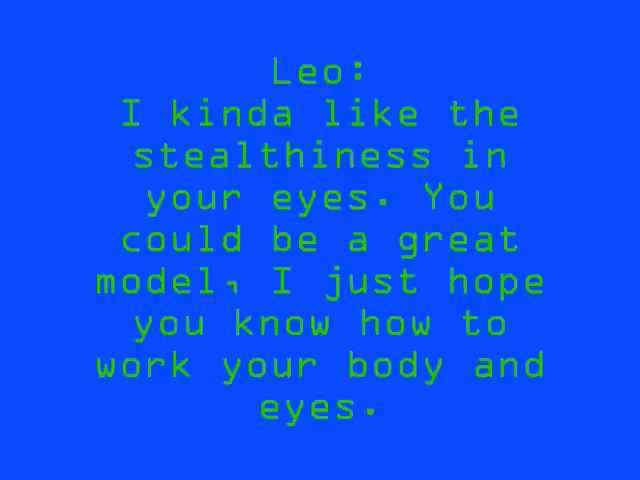 Leo:
I kinda like the
stealthiness in
your eyes. You
could be a great
model, I just hope
you know how to
work your body and
eyes.